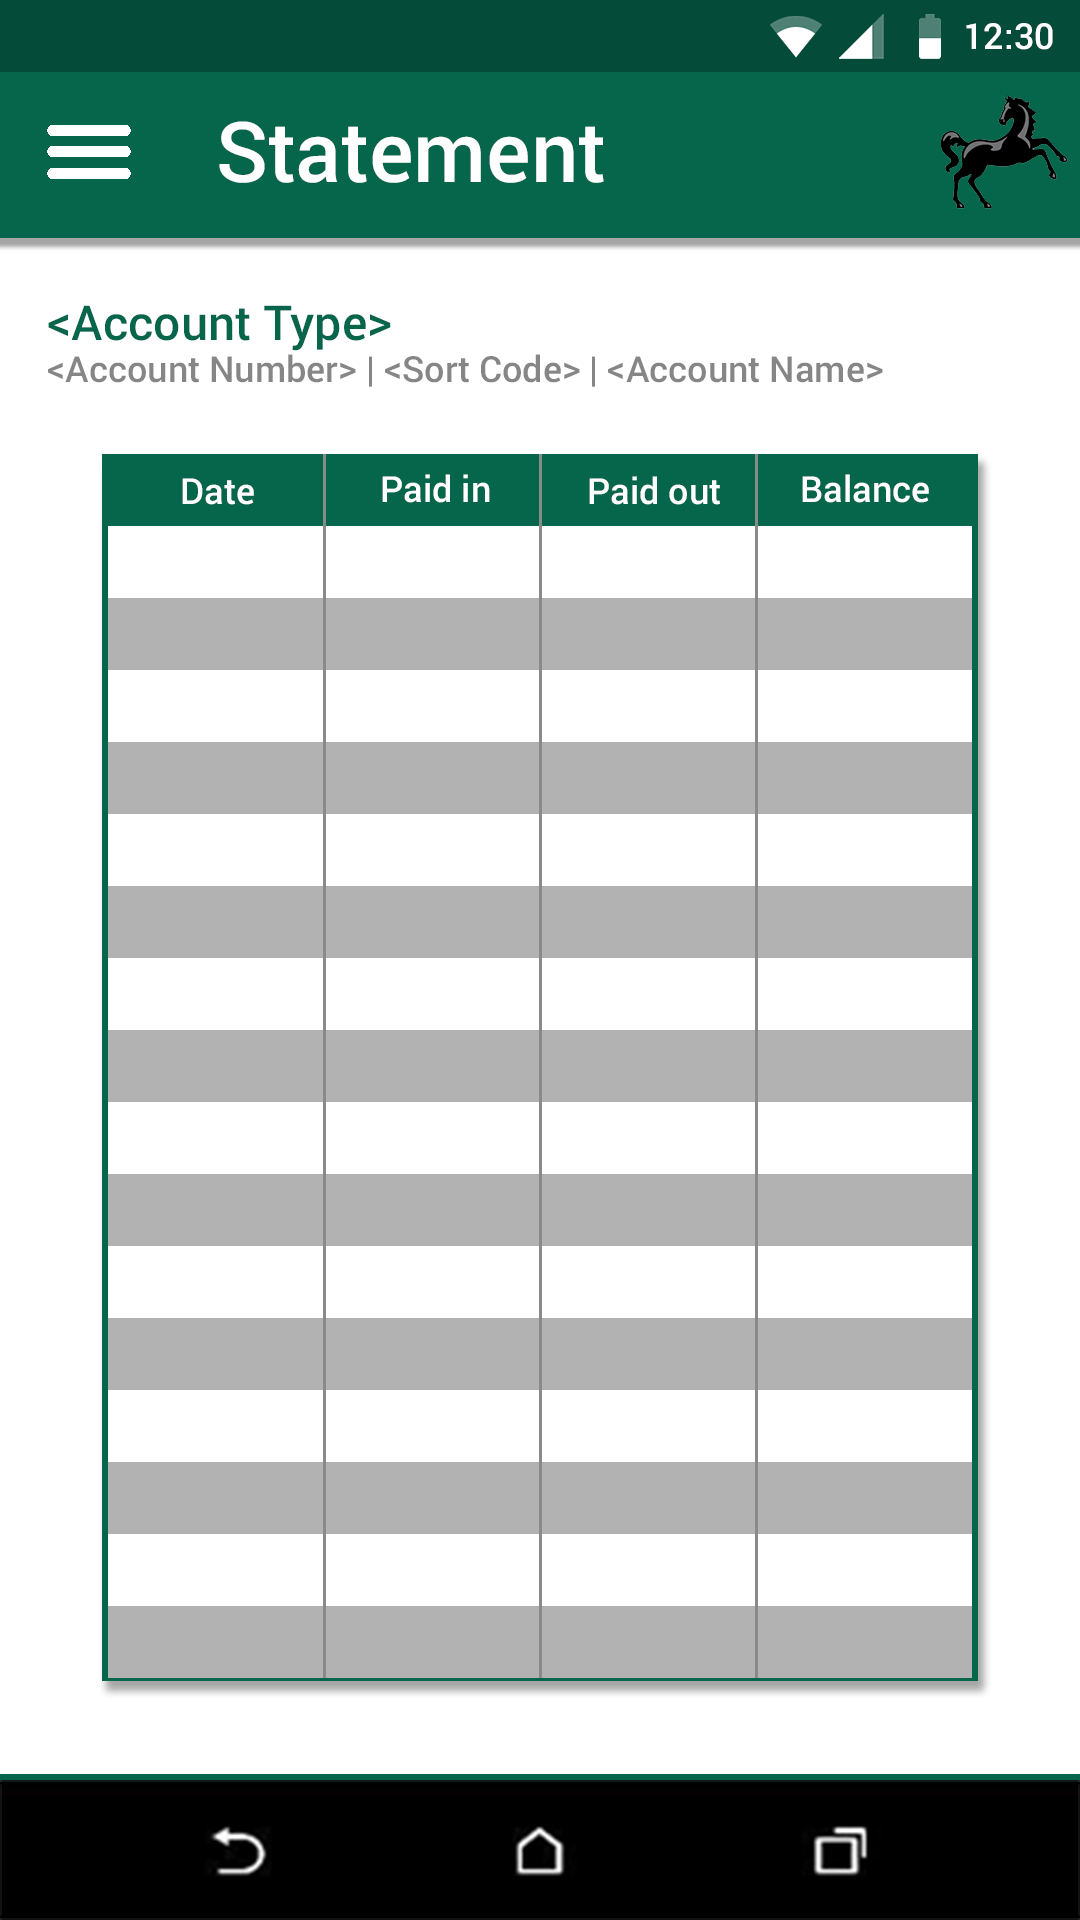 12:30
Statement
<Account Type>
<Account Number> | <Sort Code> | <Account Name>
Date Paid in Paid out Balance